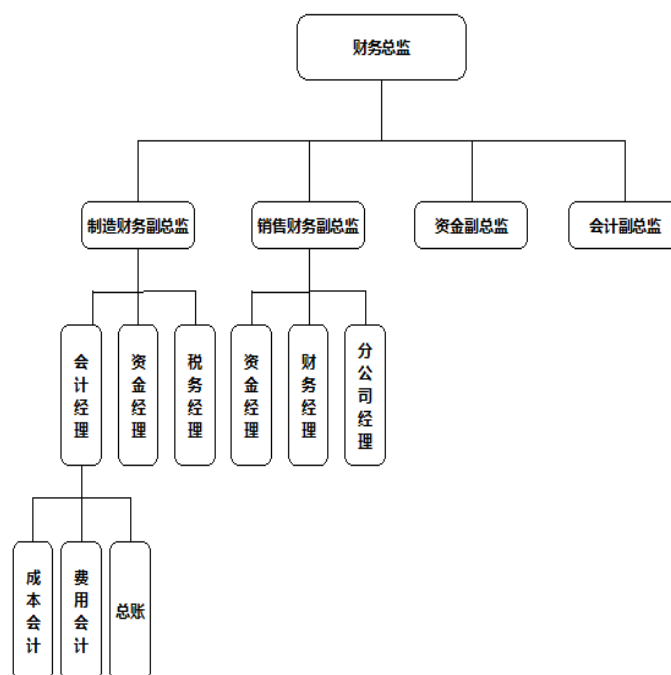 财务总监
制造财务副总监
销售财务副总监
资金副总监
会计副总监
会计经理
资金经理
税务经理
资金经理
财务经理
分公司经理
成本会计
费用会计
总账